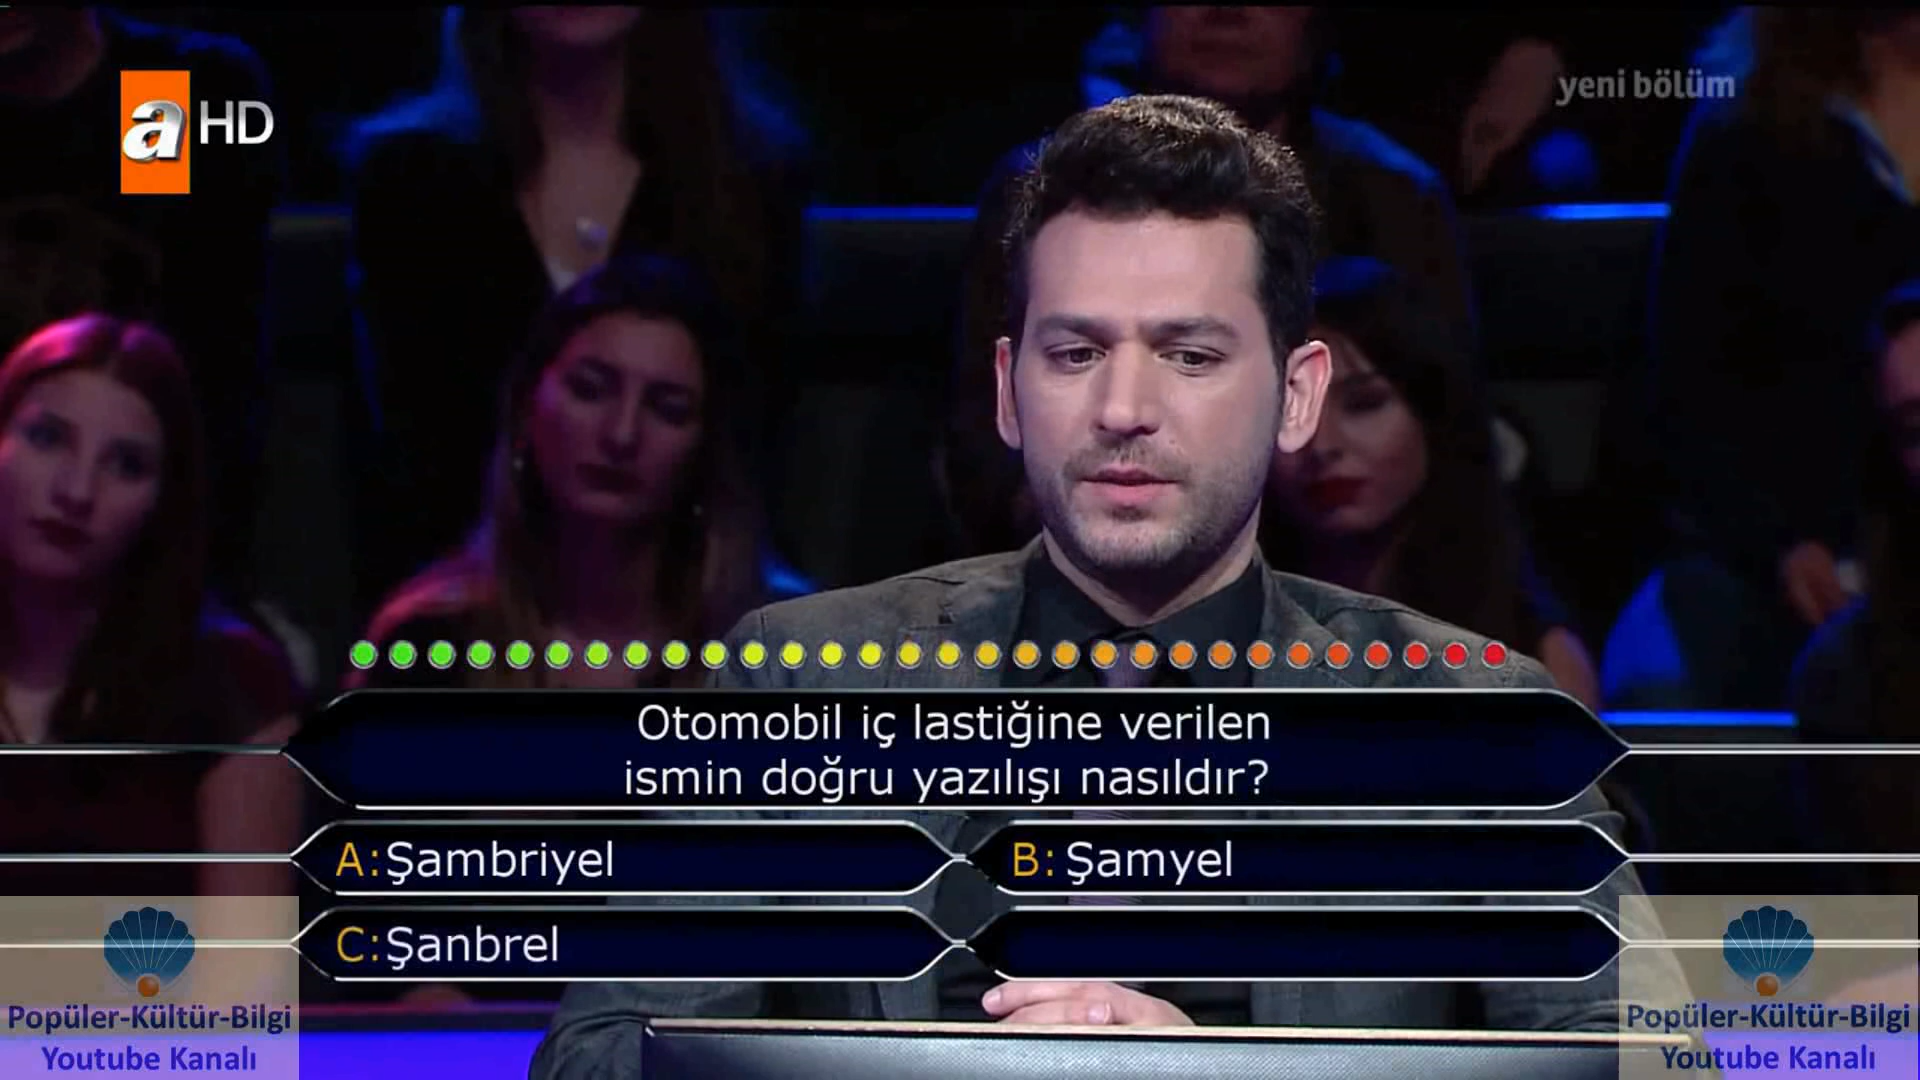 a HD
yeni bölüm
Otomobil iç lastiğine verilen
ismin doğru yazılışı nasıldır?
A: Şambriyel
B: Şamyel
C: Şanbrel
Popüler-Kültür-Bilgi
Youtube Kanalı
Popüler-Kültür-Bilgi
Youtube Kanalı